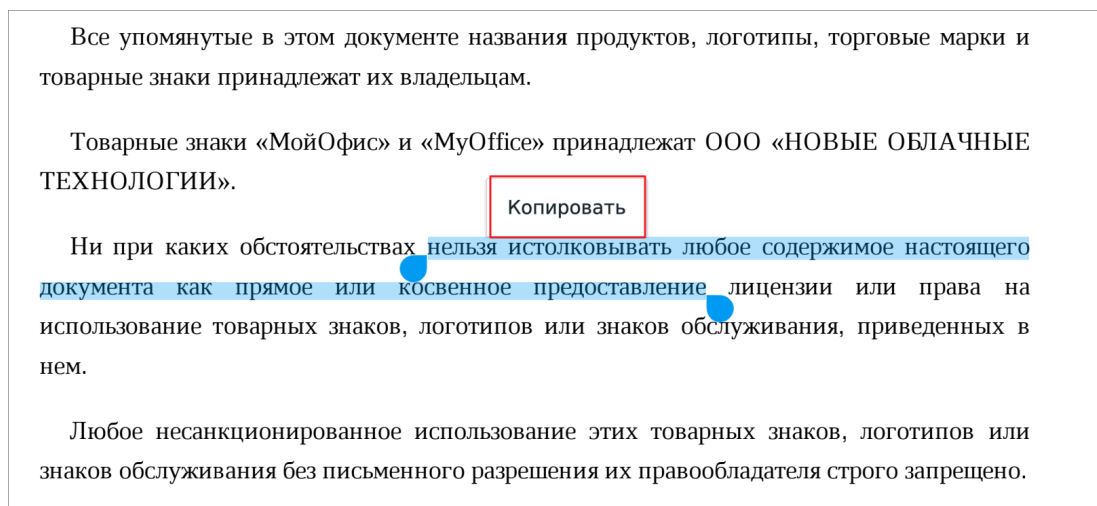 Все упомянутые в этом документе названия продуктов, логотипы, торговые марки и
товарные знаки принадлежат их владельцам.
Товарные знаки «МойОфис» и «MyOffice» принадлежат ООО «НОВЫЕ ОБЛАЧНЫЕ
ТЕХНОЛОГИИ».
Копировать
Ни при каких обстоятельствах нельзя истолковывать любое содержимое настоящего
документа как прямое или косвенное предоставление лицензии или права на
использование товарных знаков, логотипов или знаков обслуживания, приведенных в
нем.
Любое несанкционированное использование этих товарных знаков, логотипов или
знаков обслуживания без письменного разрешения их правообладателя строго запрещено.